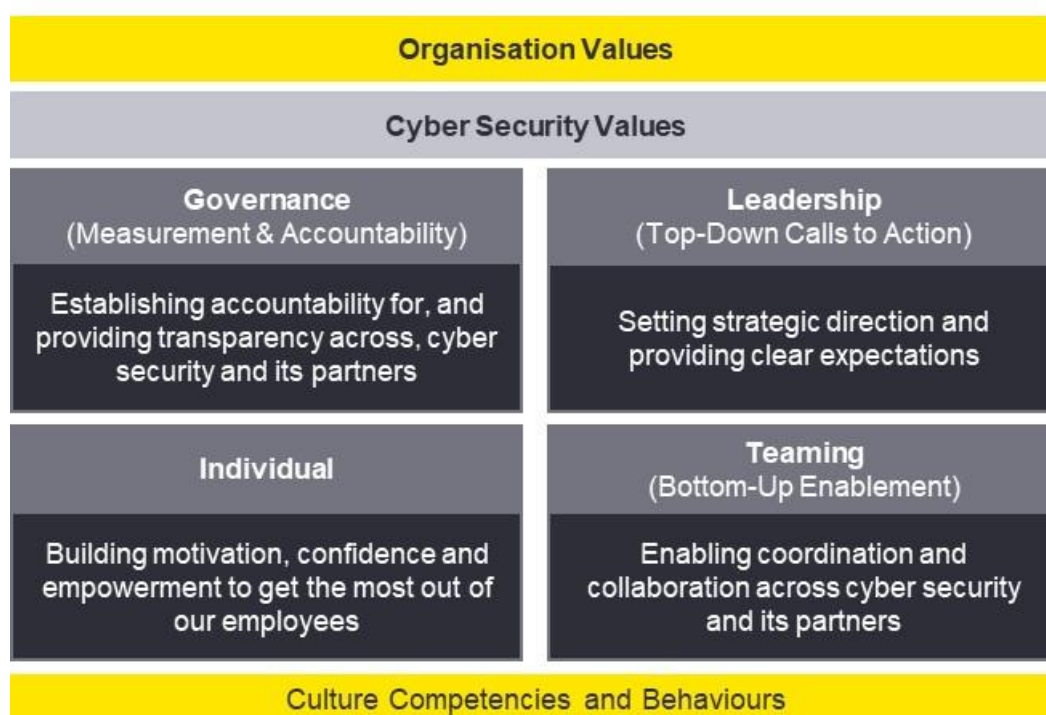 Organisation Values
Cyber Security Values
Governance
(Measurement & Accountability)
Establishing accountability for, and
providing transparency across, cyber
security and its partners
Leadership
(Top-Down Calls to Action)
Setting strategic direction and
providing clear expectations
Individual
Building motivation, confidence and
empowerment to get the most out of
our employees
Teaming
(Bottom-Up Enablement)
Enabling coordination and
collaboration across cyber security
and its partners
Culture Competencies and Behaviours